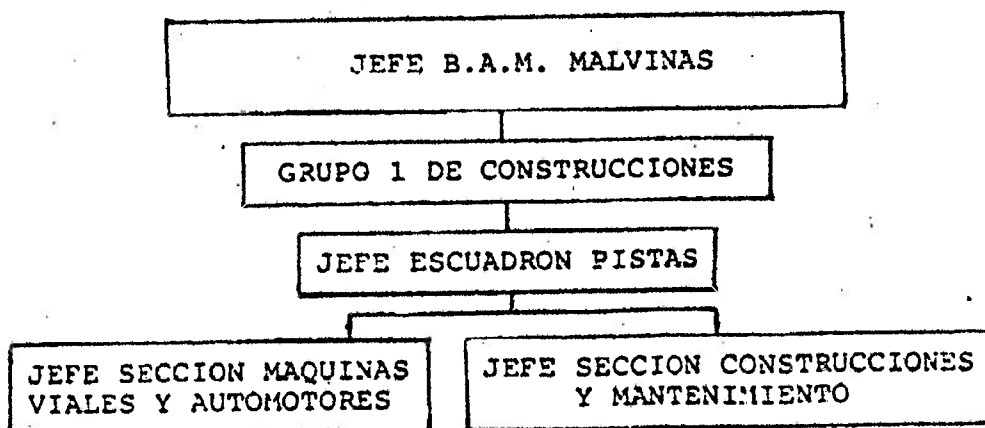 JEFE B.A.M. MALVINAS
GRUPO 1 DE CONSTRUCCIONES
JEFE ESCUADRON PISTAS
JEFE SECCION MAQUINAS
VIALES Y AUTOMOTORES
JEFE SECCION CONSTRUCCIONES
Y MANTENIMIENTO